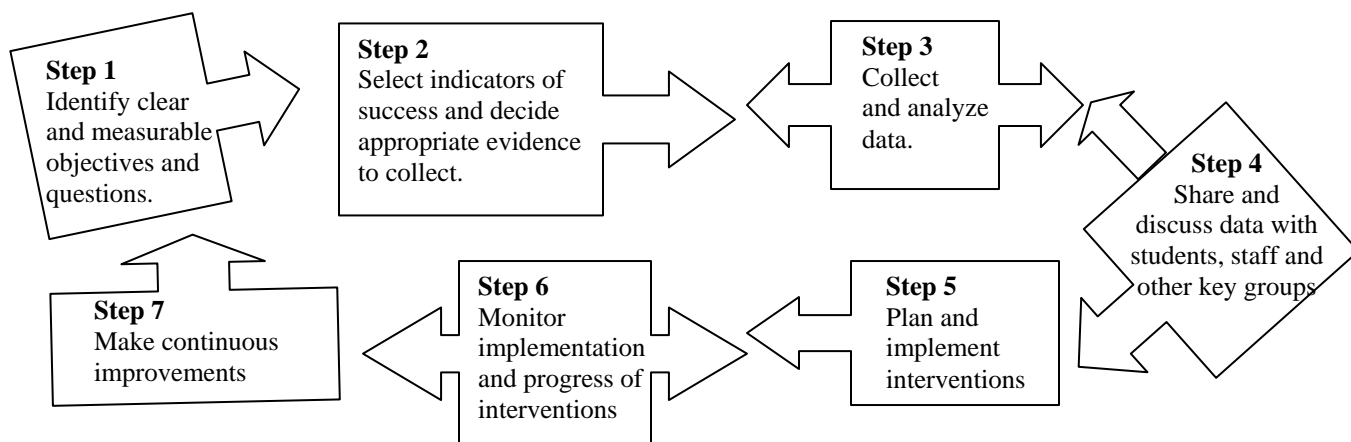 Step 1
Identify clear
and measurable
objectives and
questions.
Step 2
Select indicators of
success and decide
appropriate evidence
to collect.
Step 3
Collect
and analyze
data.
Step 4
Share and
discuss data with
students, staff and
other key groups
Step 5
Plan and
implement
interventions
Step 6
Monitor
implementation
and progress of
interventions
Step 7
Make continuous
improvements